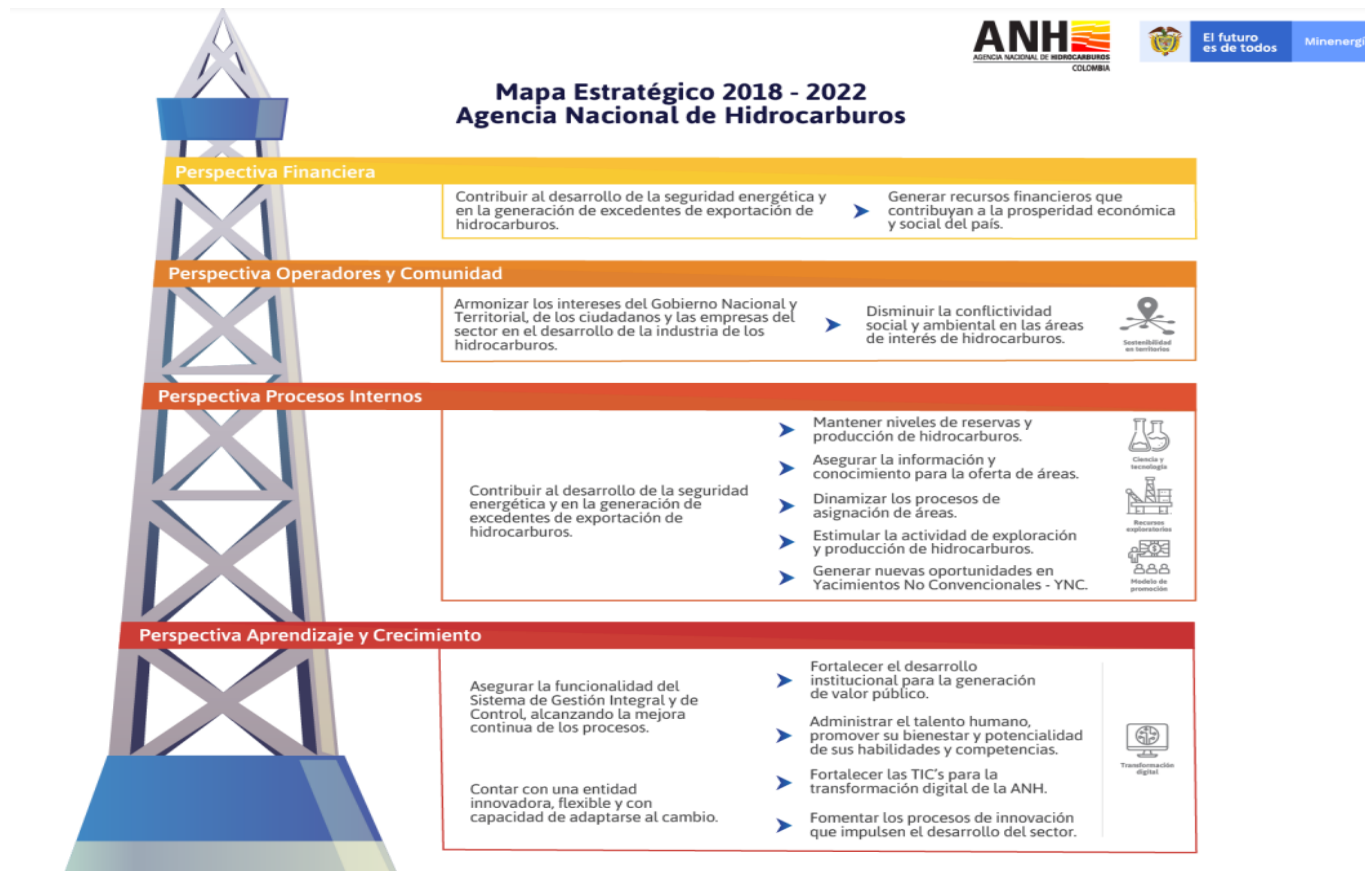 ANH
AGENCIA NACIONAL DE HIDROCARBUROS
COLOMBIA
El futuro
es de todos
Minenergí
Mapa Estratégico 2018 - 2022
Agencia Nacional de Hidrocarburos
Perspectiva Financiera
Contribuir al desarrollo de la seguridad energética y
en la generación de excedentes de exportación de
hidrocarburos.
Generar recursos financieros que
contribuyan a la prosperidad económica
y social del país.
Perspectiva Operadores y Comunidad
Armonizar los intereses del Gobierno Nacional y
Territorial, de los ciudadanos y las empresas del
sector en el desarrollo de la industria de los
hidrocarburos.
Disminuir la conflictividad
social y ambiental en las áreas
de interés de hidrocarburos.
Sostenibilidad
en territorios
Perspectiva Procesos Internos
Contribuir al desarrollo de la seguridad
energética y en la generación de
excedentes de exportación de
hidrocarburos.
Mantener niveles de reservas y
producción de hidrocarburos.
Asegurar la información y
conocimiento para la oferta de áreas.
Dinamizar los procesos de
asignación de áreas.
Estimular la actividad de exploración
y producción de hidrocarburos.
Generar nuevas oportunidades en
Yacimientos No Convencionales - YNC.
Ciencia y
tecnología
Recursos
exploratorios
Modelo de
promoción
Perspectiva Aprendizaje y Crecimiento
Asegurar la funcionalidad del
Sistema de Gestión Integral y de
Control, alcanzando la mejora
continua de los procesos.
Contar con una entidad
innovadora, flexible y con
capacidad de adaptarse al cambio.
Fortalecer el desarrollo
institucional para la generación
de valor público.
Administrar el talento humano,
promover su bienestar y potencialidad
de sus habilidades y competencias.
Fortalecer las TIC's para la
transformación digital de la ANH.
Fomentar los procesos de innovación
que impulsen el desarrollo del sector.
Transformación
digital